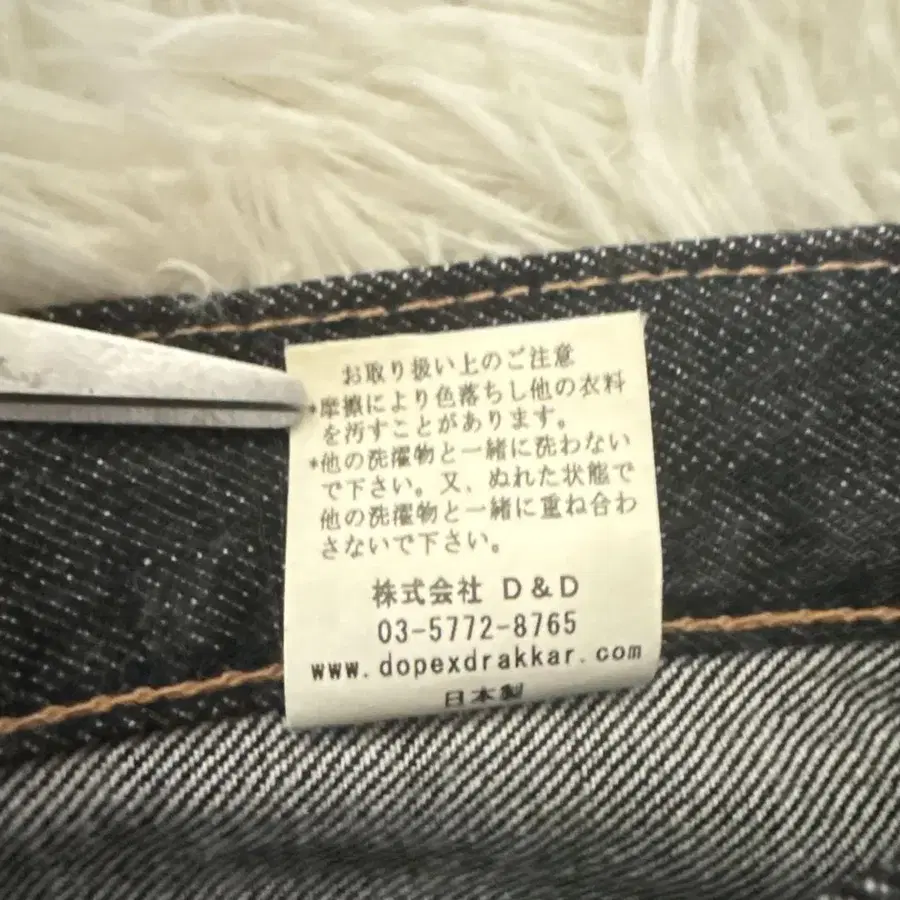 お取り扱い上のご注意
*摩擦により色落ちし他の衣料
を汚すことがあります。
*他の洗濯物と一緒に洗わない
で下さい。又、ぬれた状態で
他の洗濯物と一緒に重ね合わ
さないで下さい。
株式会社 D&D
03-5772-8765
www.dopexdrakkar.com
日本製